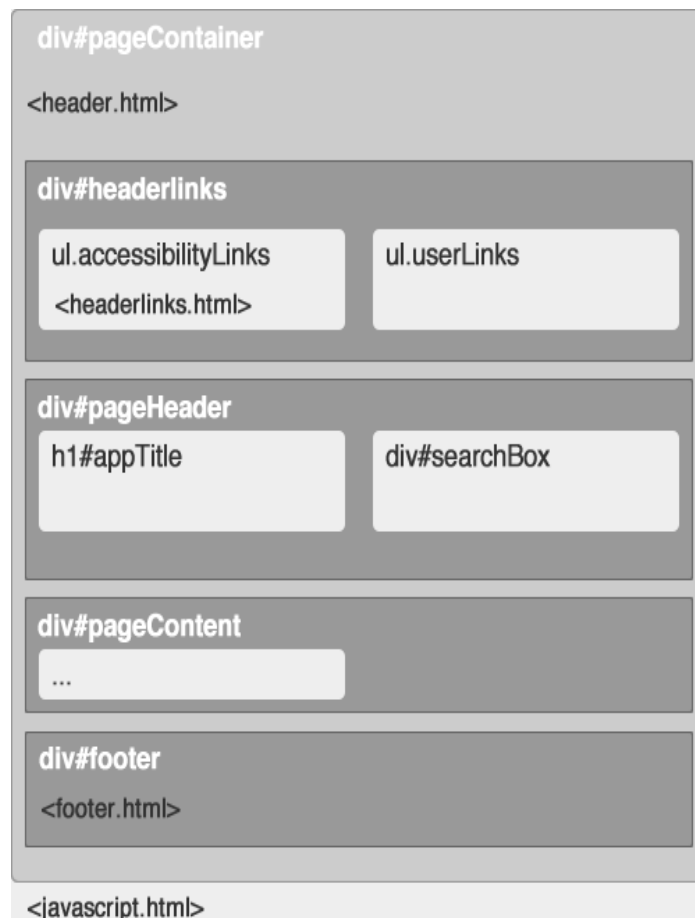 div#pageContainer
<header.html>
div#headerlinks
ul.accessibilityLinks
<headerlinks.html>
ul.userLinks
div#pageHeader
h1#appTitle
div#searchBox
div#pageContent
...
div#footer
<footer.html>
<javascript.html>